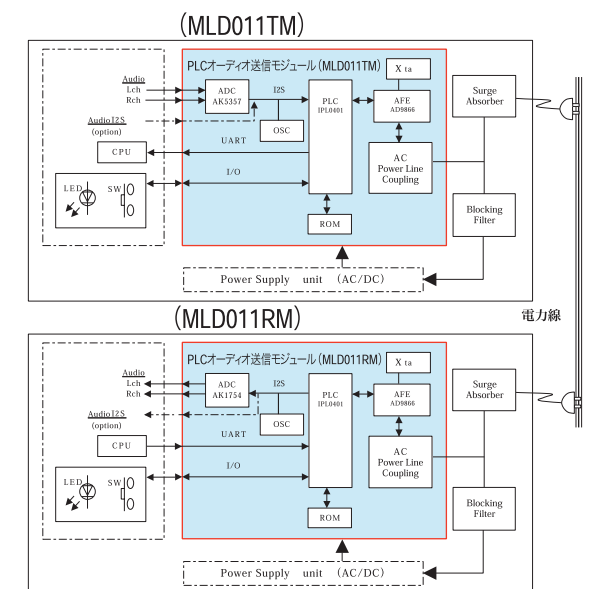 (MLD011TM)
PLCオーディオ送信モジュール(MLD011TM)
X ta
Audio
Lch
Rch
ADC
AK5357
I2S
PLC
IPL0401
AFE
AD9866
Surge
Absorber
Audio I2S
(option)
OSC
UART
CPU
AC
Power Line
Coupling
I/O
LED
SW
ROM
Blocking
Filter
Power Supply unit (AC/DC)
電力線
(MLD011RM)
PLCオーディオ送信モジュール(MLD011RM)
X ta
Audio
Lch
Rch
ADC
AK1754
I2S
PLC
IPL0401
AFE
AD9866
Surge
Absorber
Audio I2S
(option)
OSC
UART
CPU
AC
Power Line
Coupling
I/O
LED
SW
ROM
Blocking
Filter
Power Supply unit (AC/DC)